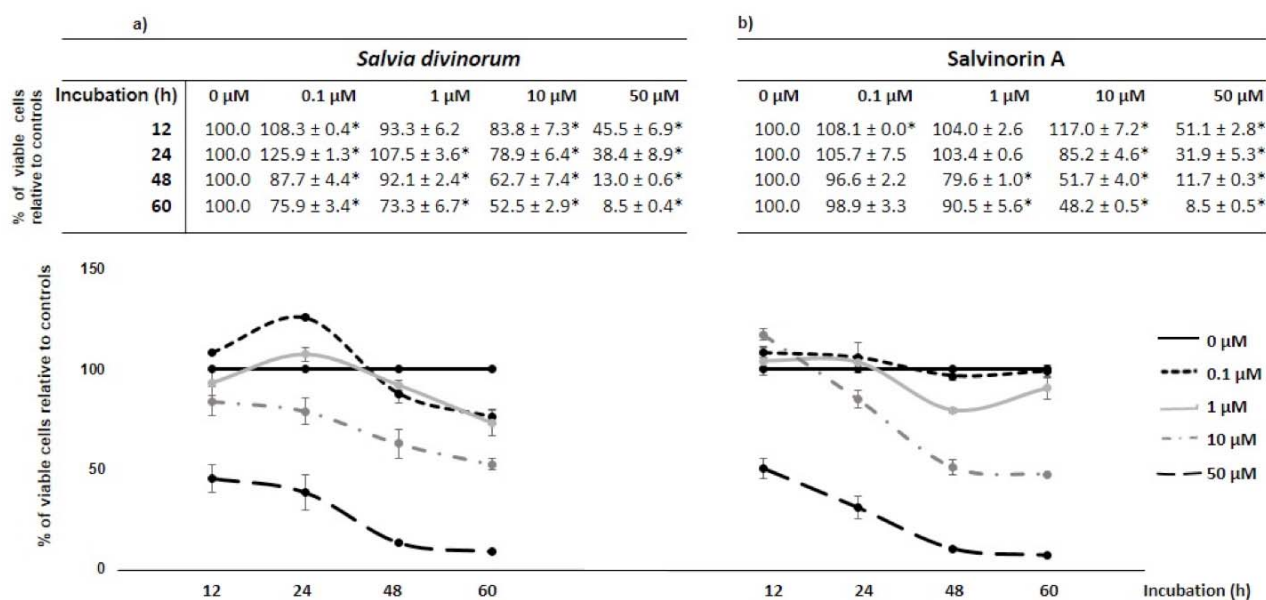 a)
b)
Salvia divinorum
Salvinorin A
% of viable cells
relative to controls
Incubation (h) 0 µM 0.1 µM 1 µM 10 µM 50 µM
0 µM 0.1 µM 1 µM 10 µM 50 µM
12 100.0 108.3 ± 0.4* 93.3 ± 6.2 83.8 ± 7.3* 45.5 ± 6.9*
100.0 108.1 ± 0.0* 104.0 ± 2.6 117.0 ± 7.2* 51.1 ± 2.8*
24 100.0 125.9 ± 1.3* 107.5 ± 3.6* 78.9 ± 6.4* 38.4 ± 8.9*
100.0 105.7 ± 7.5 103.4 ± 0.6 85.2 ± 4.6* 31.9 ± 5.3*
48 100.0 87.7 ± 4.4* 92.1 ± 2.4* 62.7 ± 7.4* 13.0 ± 0.6*
100.0 96.6 ± 2.2 79.6 ± 1.0* 51.7 ± 4.0* 11.7 ± 0.3*
60 100.0 75.9 ± 3.4* 73.3 ± 6.7* 52.5 ± 2.9* 8.5 ± 0.4*
100.0 98.9 ± 3.3 90.5 ± 5.6* 48.2 ± 0.5* 8.5 ± 0.5*
% of viable cells relative to controls
150
100
50
0
12 24 48 60
12 24 48 60 Incubation (h)
0 µM
0.1 µM
1 µM
10 µM
50 µM